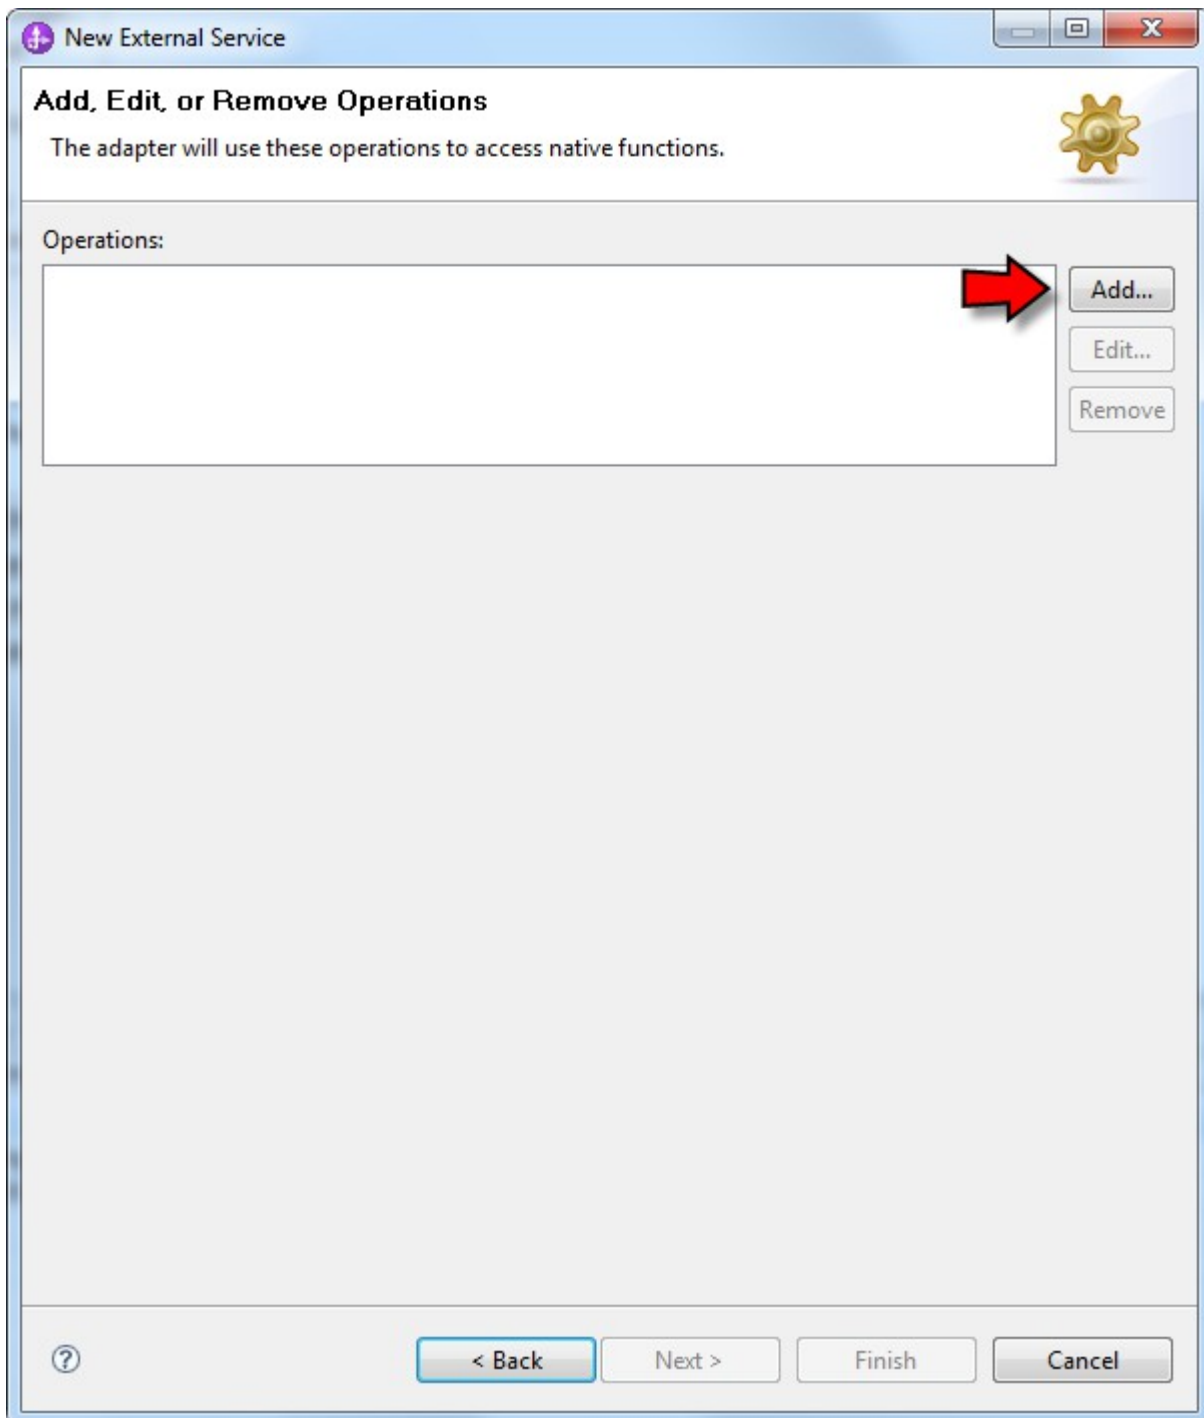 New External Service
Add, Edit, or Remove Operations
The adapter will use these operations to access native functions.
Operations:
Add...
Edit...
Remove
< Back
Next >
Finish
Cancel